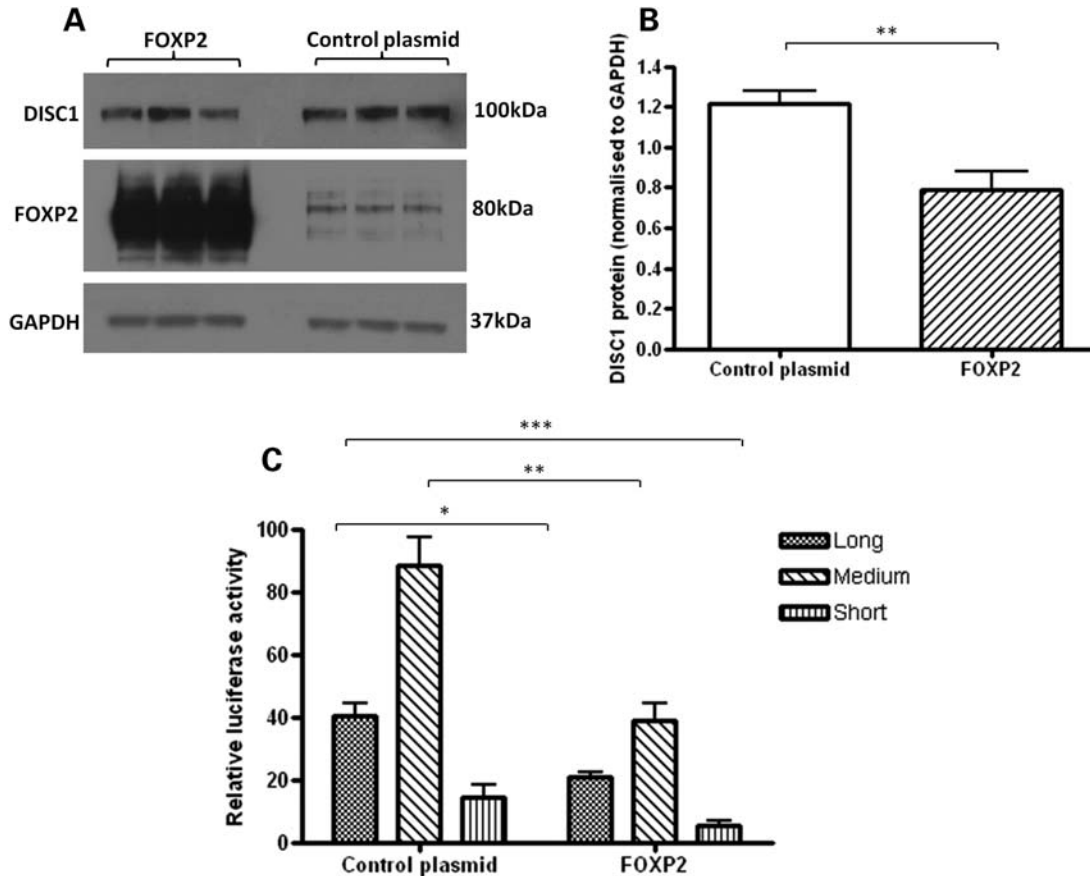 A
FOXP2
Control plasmid
DISC1
100kDa
FOXP2
80kDa
GAPDH
37kDa
B
**
DISC1 protein (normalised to GAPDH)
1.4
1.2
1.0
0.8
0.6
0.4
0.2
0.0
Control plasmid
FOXP2
C
***
**
*
Relative luciferase activity
100
80
60
40
20
0
Control plasmid
FOXP2
Long
Medium
Short